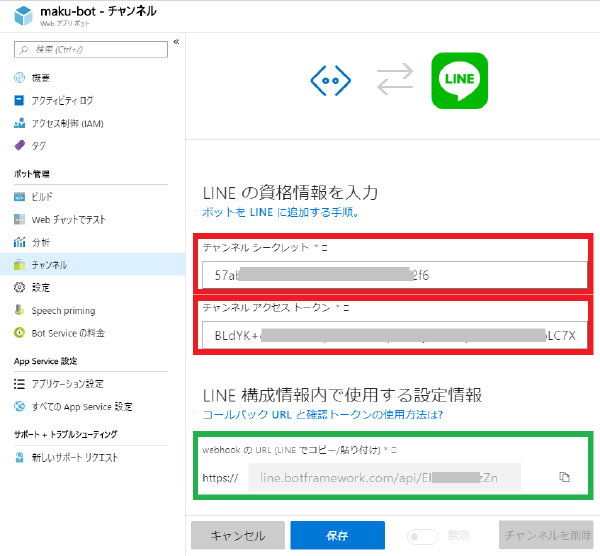 maku-bot - チャンネル
Web アプリ ボット
検索 (Ctrl+/)
«
概要
アクティビティ ログ
アクセス制御 (IAM)
タグ
ボット管理
ビルド
Web チャットでテスト
分析
チャンネル
設定
Speech priming
Bot Service の料金
App Service 設定
アプリケーション設定
すべての App Service 設定
サポート + トラブルシューティング
新しいサポート リクエスト
LINE
LINE の資格情報を入力
ボットを LINE に追加する手順。
チャンネル シークレット *
57ab 2f6
チャンネル アクセス トークン *
BLdYK+ LC7X
LINE 構成情報内で使用する設定情報
コールバック URL と確認トークンの使用方法は?
webhook の URL (LINE でコピー/貼り付け) *
https://
line.botframework.com/api/E zZn
キャンセル
保存
無効
チャンネルを削除